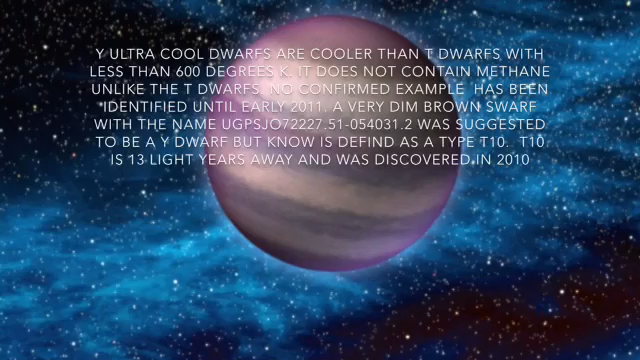 Y ULTRA COOL DWARFS ARE COOLER THAN T DWARFS WITH
LESS THAN 600 DEGREES K. IT DOES NOT CONTAIN METHANE
UNLIKE THE T DWARFS. NO CONFIRMED EXAMPLE HAS BEEN
IDENTIFIED UNTIL EARLY 2011. A VERY DIM BROWN SWARF
WITH THE NAME UGPSJO72227.51-054031.2 WAS SUGGESTED
TO BE A Y DWARF BUT KNOW IS DEFIND AS A TYPE T10. T10
IS 13 LIGHT YEARS AWAY AND WAS DISCOVERED IN 2010